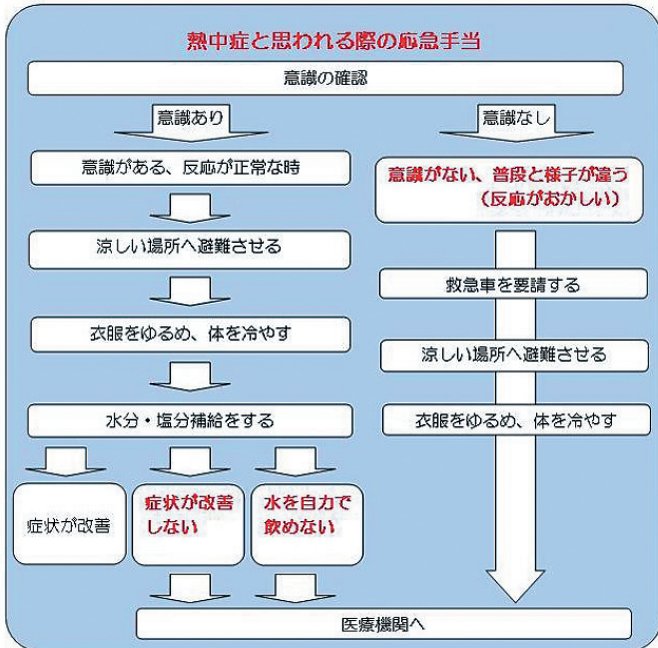 熱中症と思われる際の応急手当
意識の確認
意識あり
意識なし
意識がある、反応が正常な時
意識がない、普段と様子が違う
(反応がおかしい)
涼しい場所へ避難させる
救急車を要請する
衣服をゆるめ、体を冷やす
涼しい場所へ避難させる
水分・塩分補給をする
衣服をゆるめ、体を冷やす
症状が改善
症状が改善
しない
水を自力で
飲めない
医療機関へ